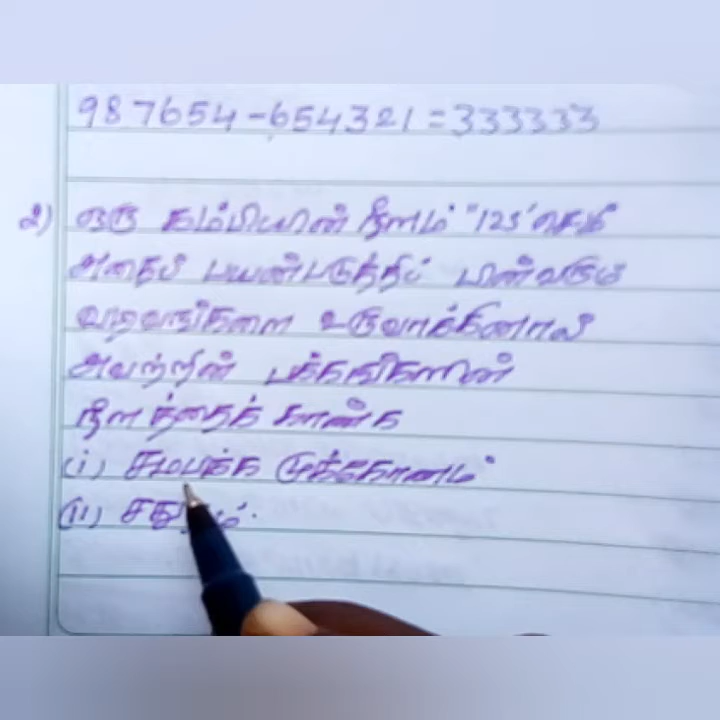 987654-654321=333333
2) ஒரு கம்பியின் நீளம் "12s' செ.மீ
அதைப் பயன்படுத்திப் பின்வரும்
வடிவங்களை உருவாக்கினால்
அவற்றின் பக்கங்களின்
நீளத்தைக் காண்க
(i) சமபக்க முக்கோணம்
(ii) சதுரம்.